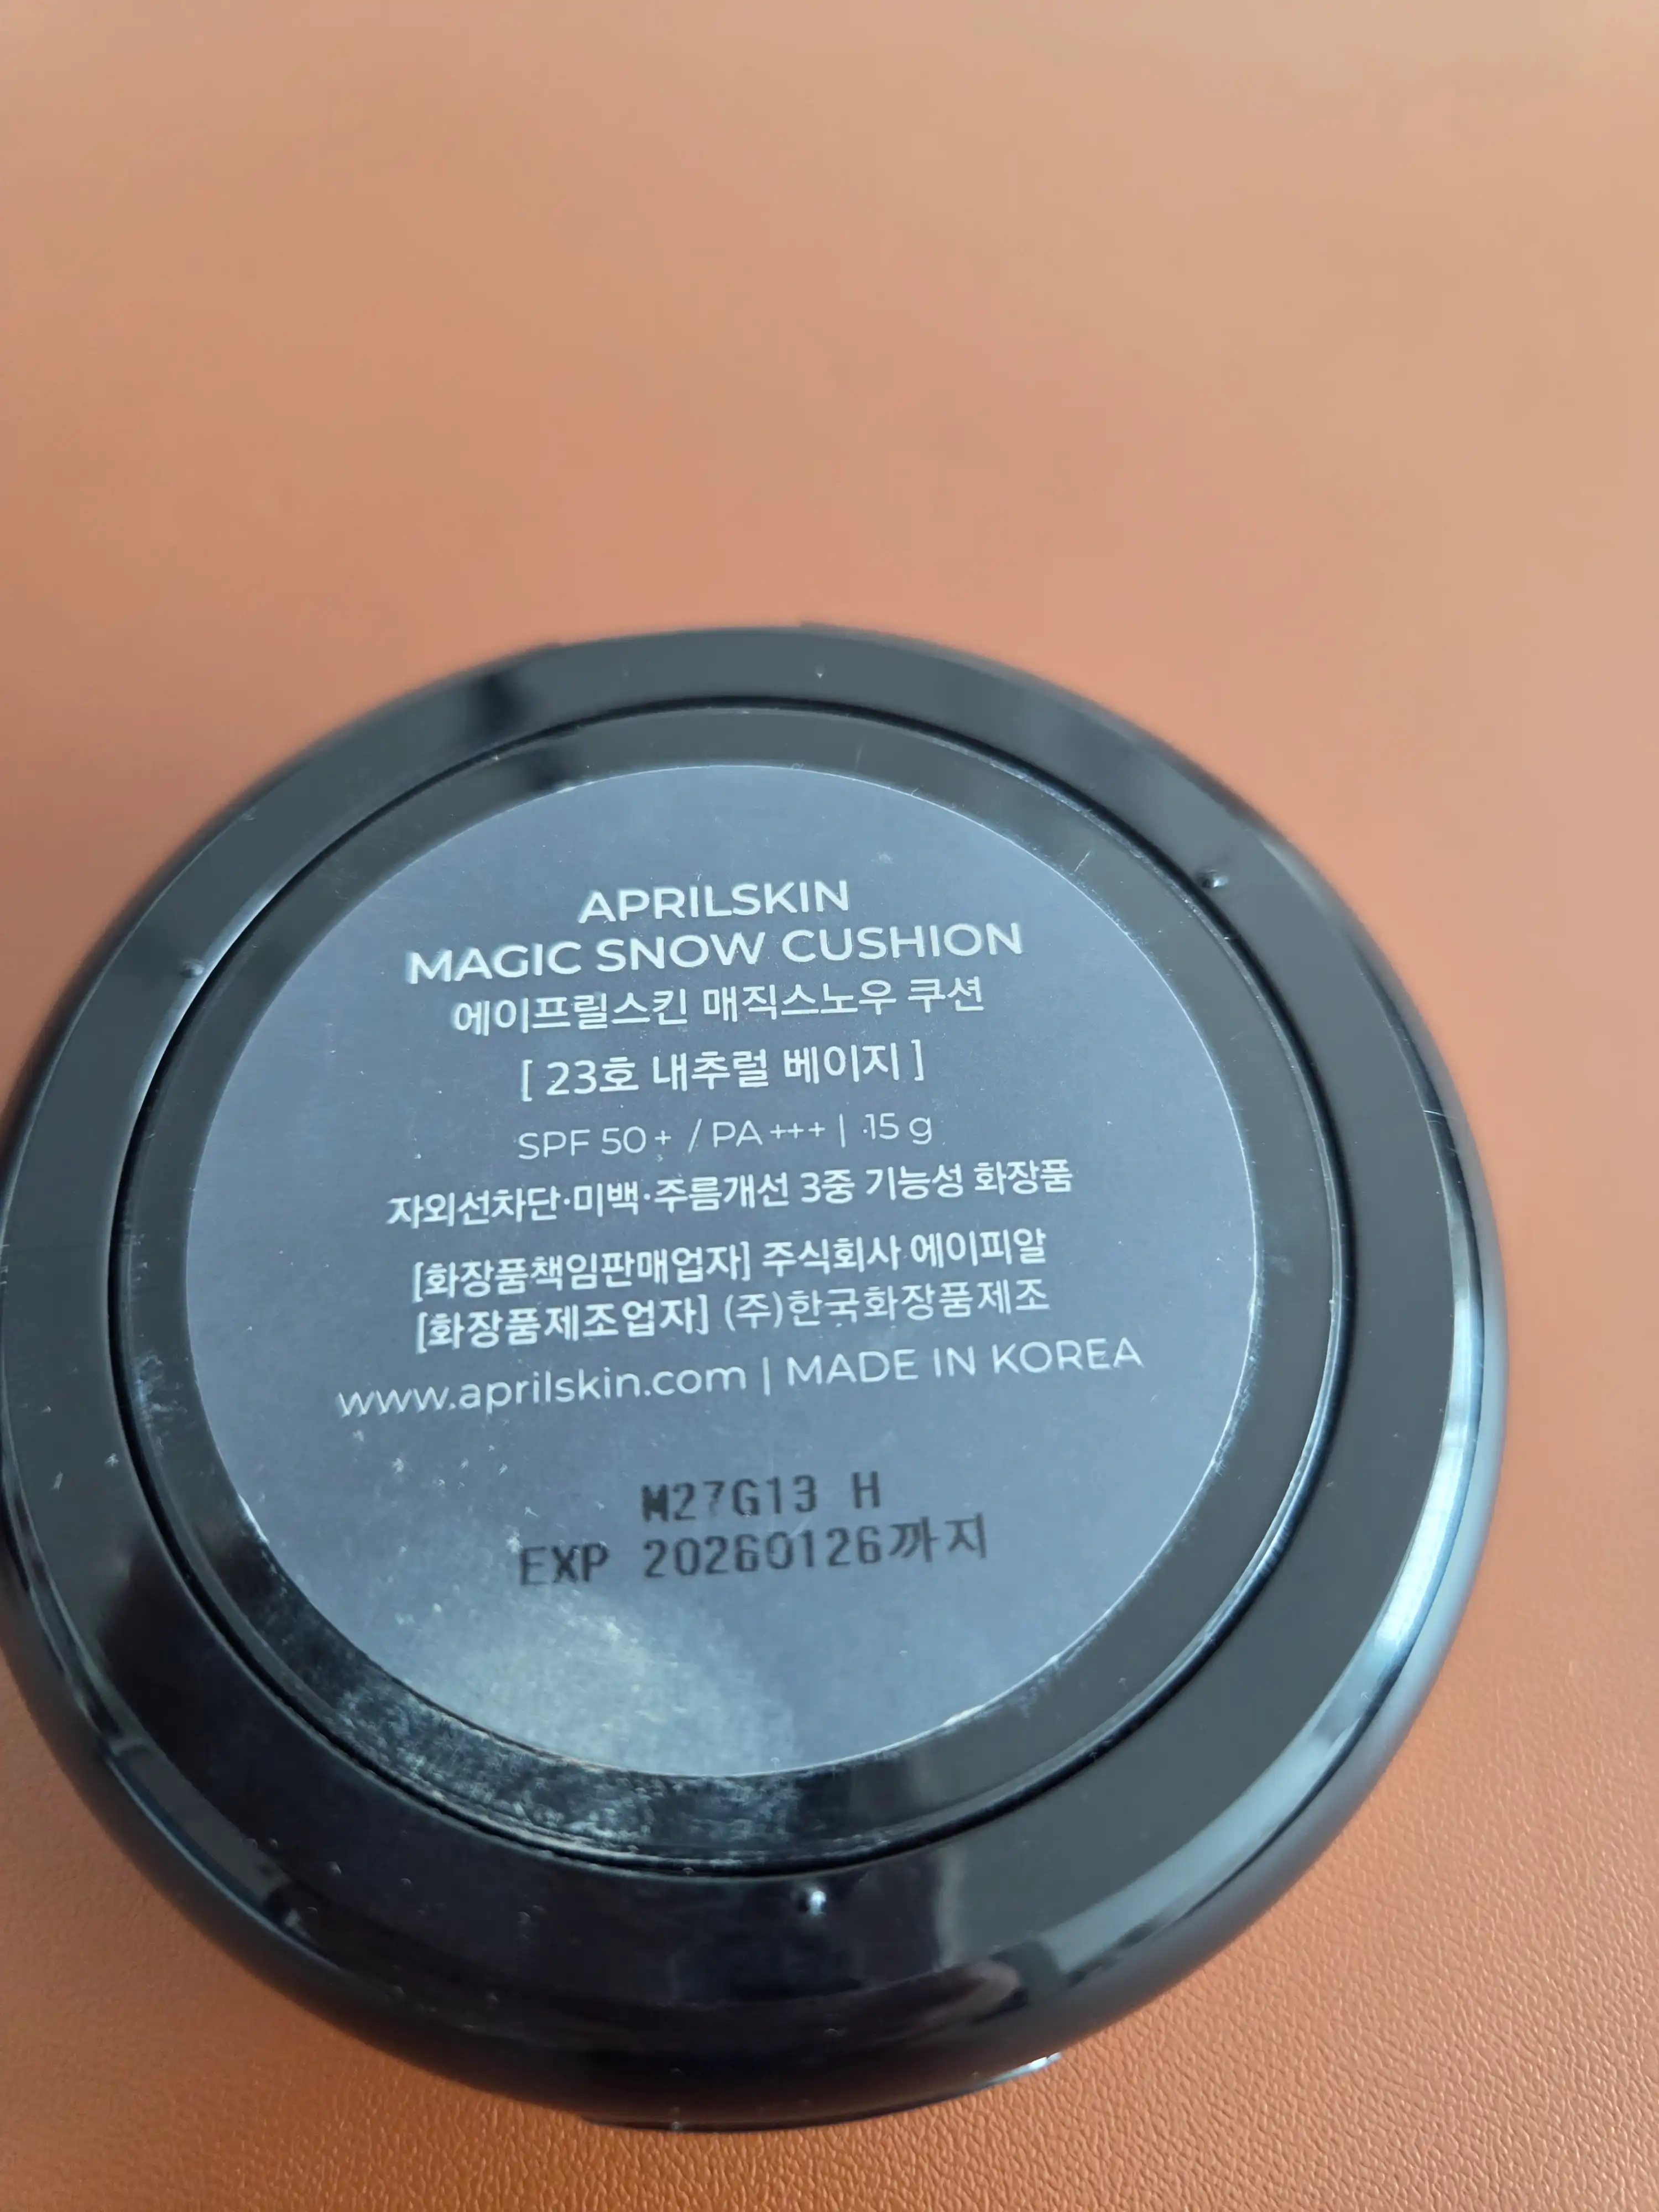 APRILSKIN
MAGIC SNOW CUSHION
에이프릴스킨 매직스노우 쿠션
[ 23호 내추럴 베이지 ]
SPF 50+ / PA +++ | 15 g
자외선차단·미백·주름개선 3중 기능성 화장품
[화장품책임판매업자] 주식회사 에이피알
[화장품제조업자] (주)한국화장품제조
www.aprilskin.com | MADE IN KOREA
M27G13 H
EXP 20260126까지